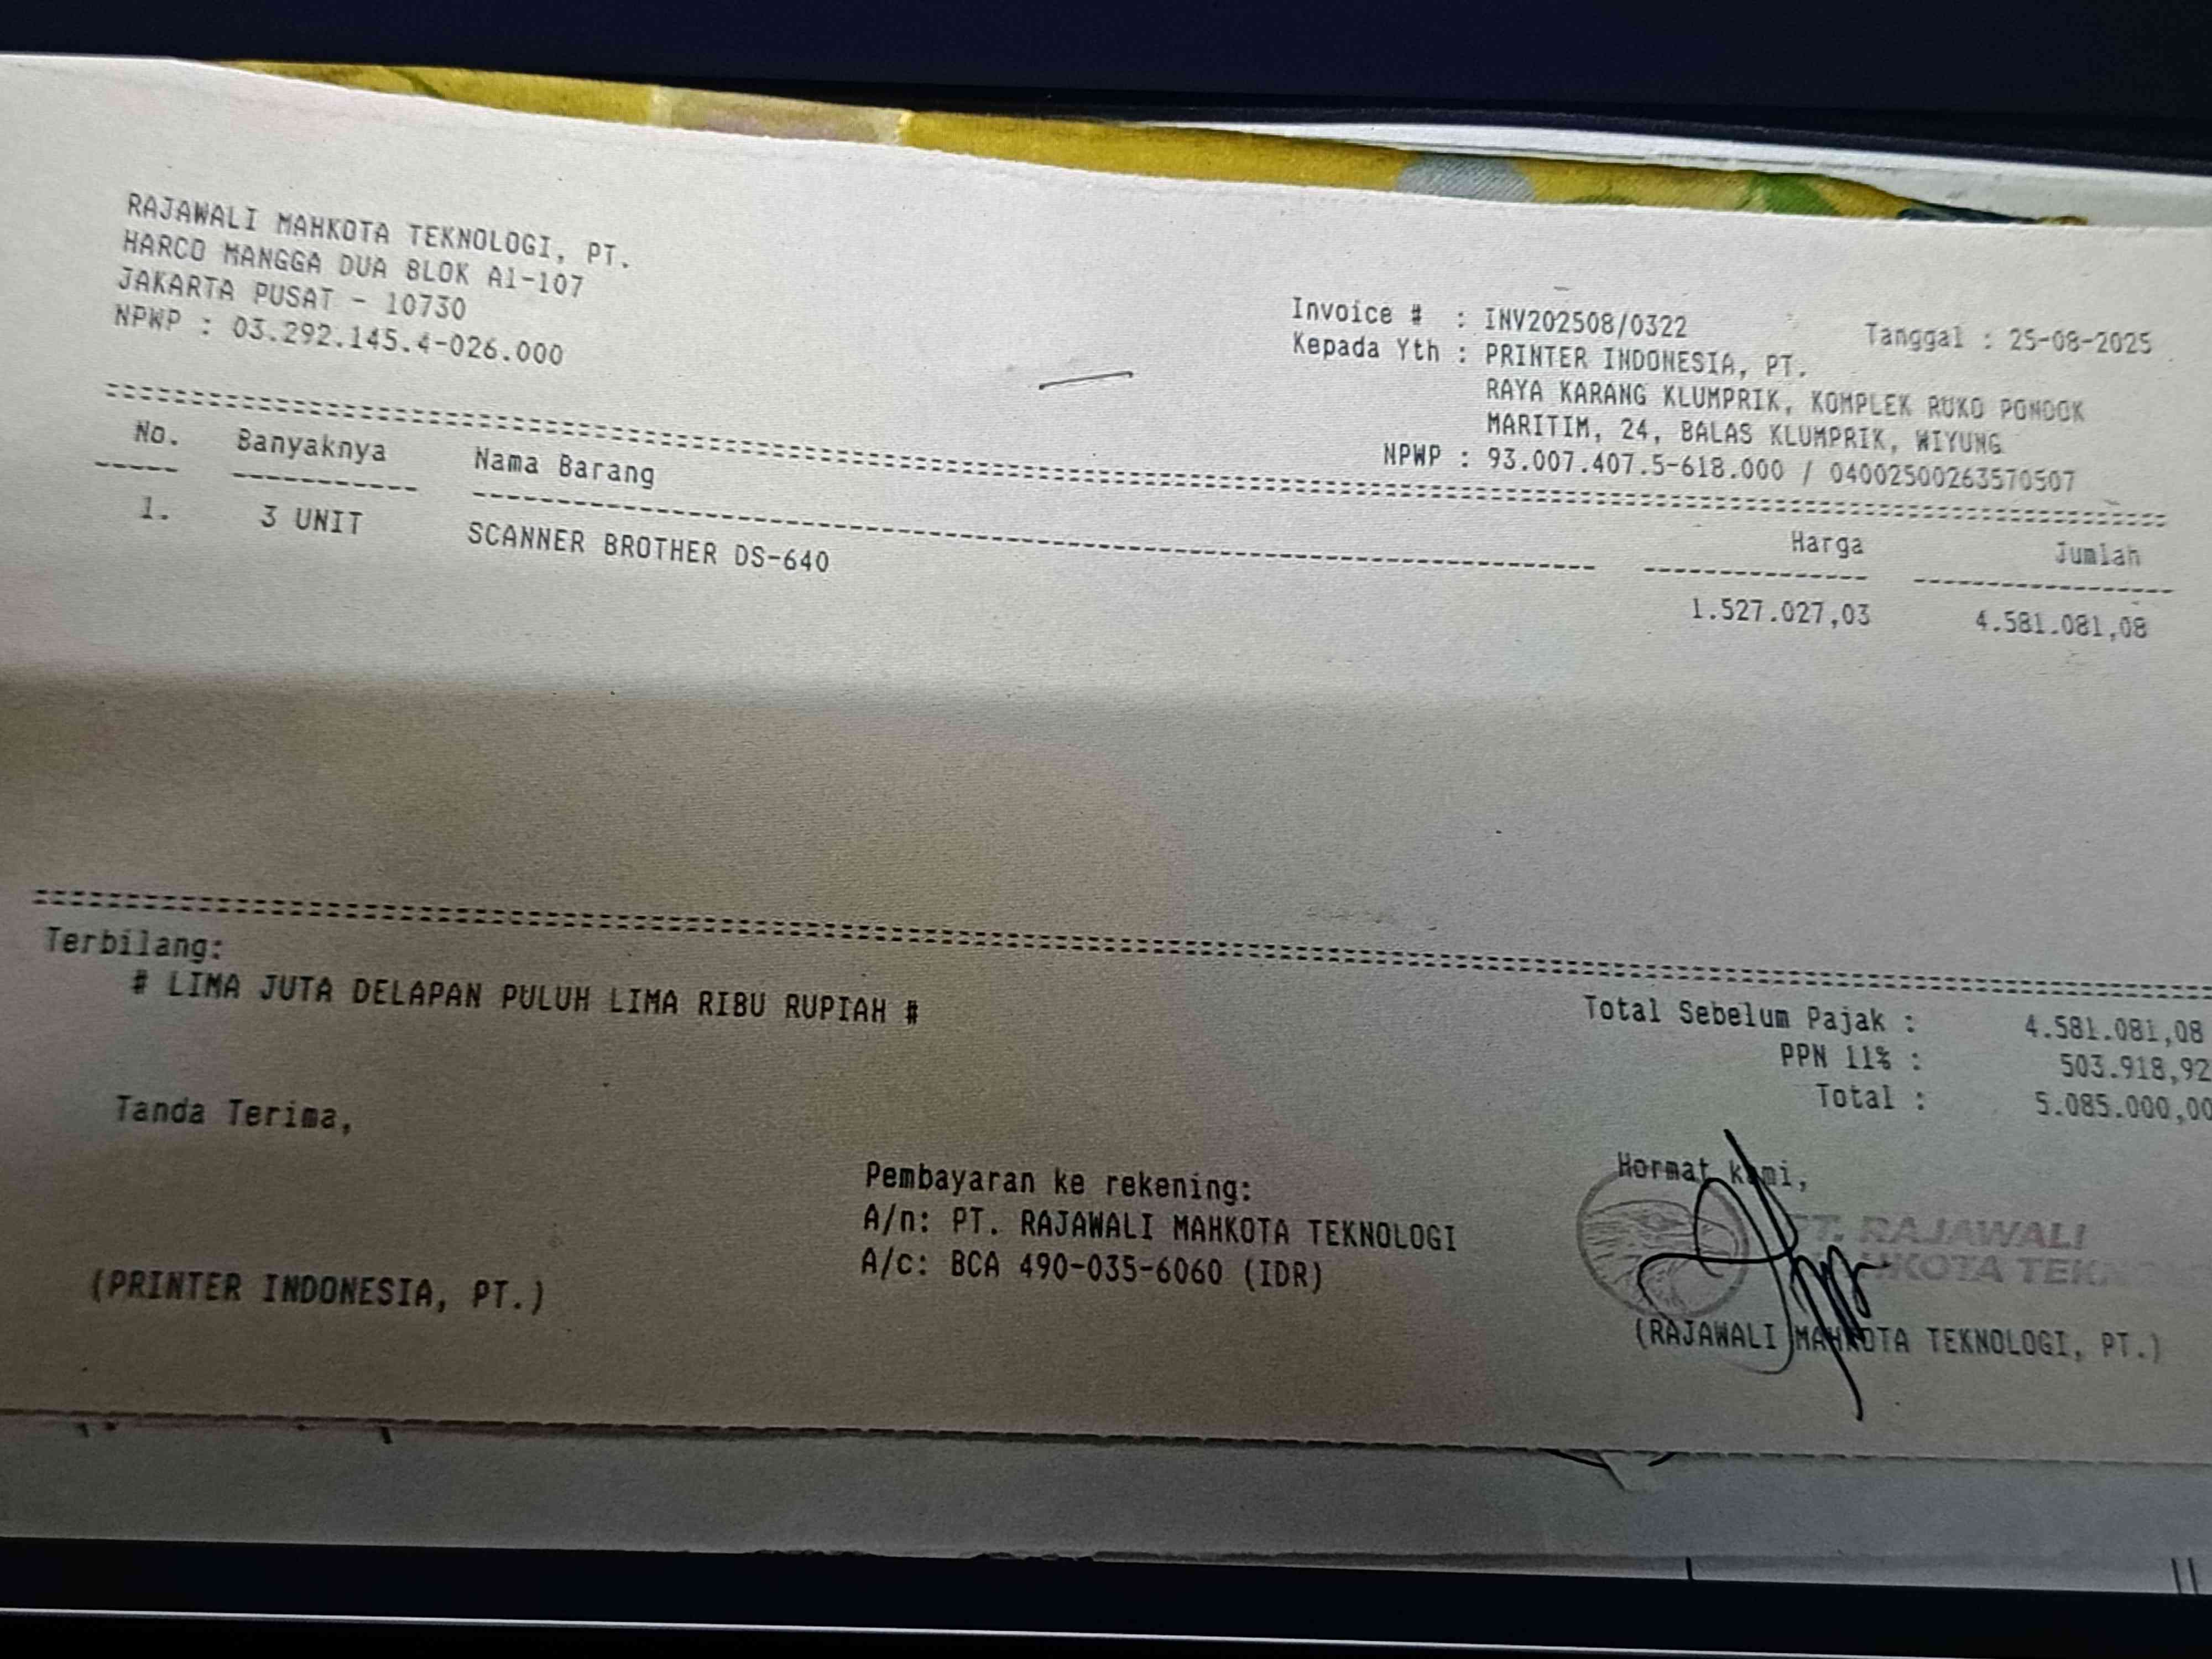 RAJAWALI MAHKOTA TEKNOLOGI, PT.
HARCO MANGGA DUA BLOK A1-107
JAKARTA PUSAT - 10730
NPWP : 03.292.145.4-026.000
Invoice # : INV202508/0322 Tanggal : 25-08-2025
Kepada Yth : PRINTER INDONESIA, PT.
RAYA KARANG KLUMPRIK, KOMPLEK RUKO PONDOK
MARITIM, 24, BALAS KLUMPRIK, WIYUNG
NPWP : 93.007.407.5-618.000 / 04002500263570507
No. Banyaknya Nama Barang Harga Jumlah
1. 3 UNIT SCANNER BROTHER DS-640 1.527.027,03 4.581.081,08
Terbilang:
# LIMA JUTA DELAPAN PULUH LIMA RIBU RUPIAH #
Total Sebelum Pajak : 4.581.081,08
PPN 11% : 503.918,92
Total : 5.085.000,00
Tanda Terima,
(PRINTER INDONESIA, PT.)
Pembayaran ke rekening:
A/n: PT. RAJAWALI MAHKOTA TEKNOLOGI
A/c: BCA 490-035-6060 (IDR)
Hormat kami,
PT. RAJAWALI
(RAJAWALI MAHKOTA TEKNOLOGI, PT.)